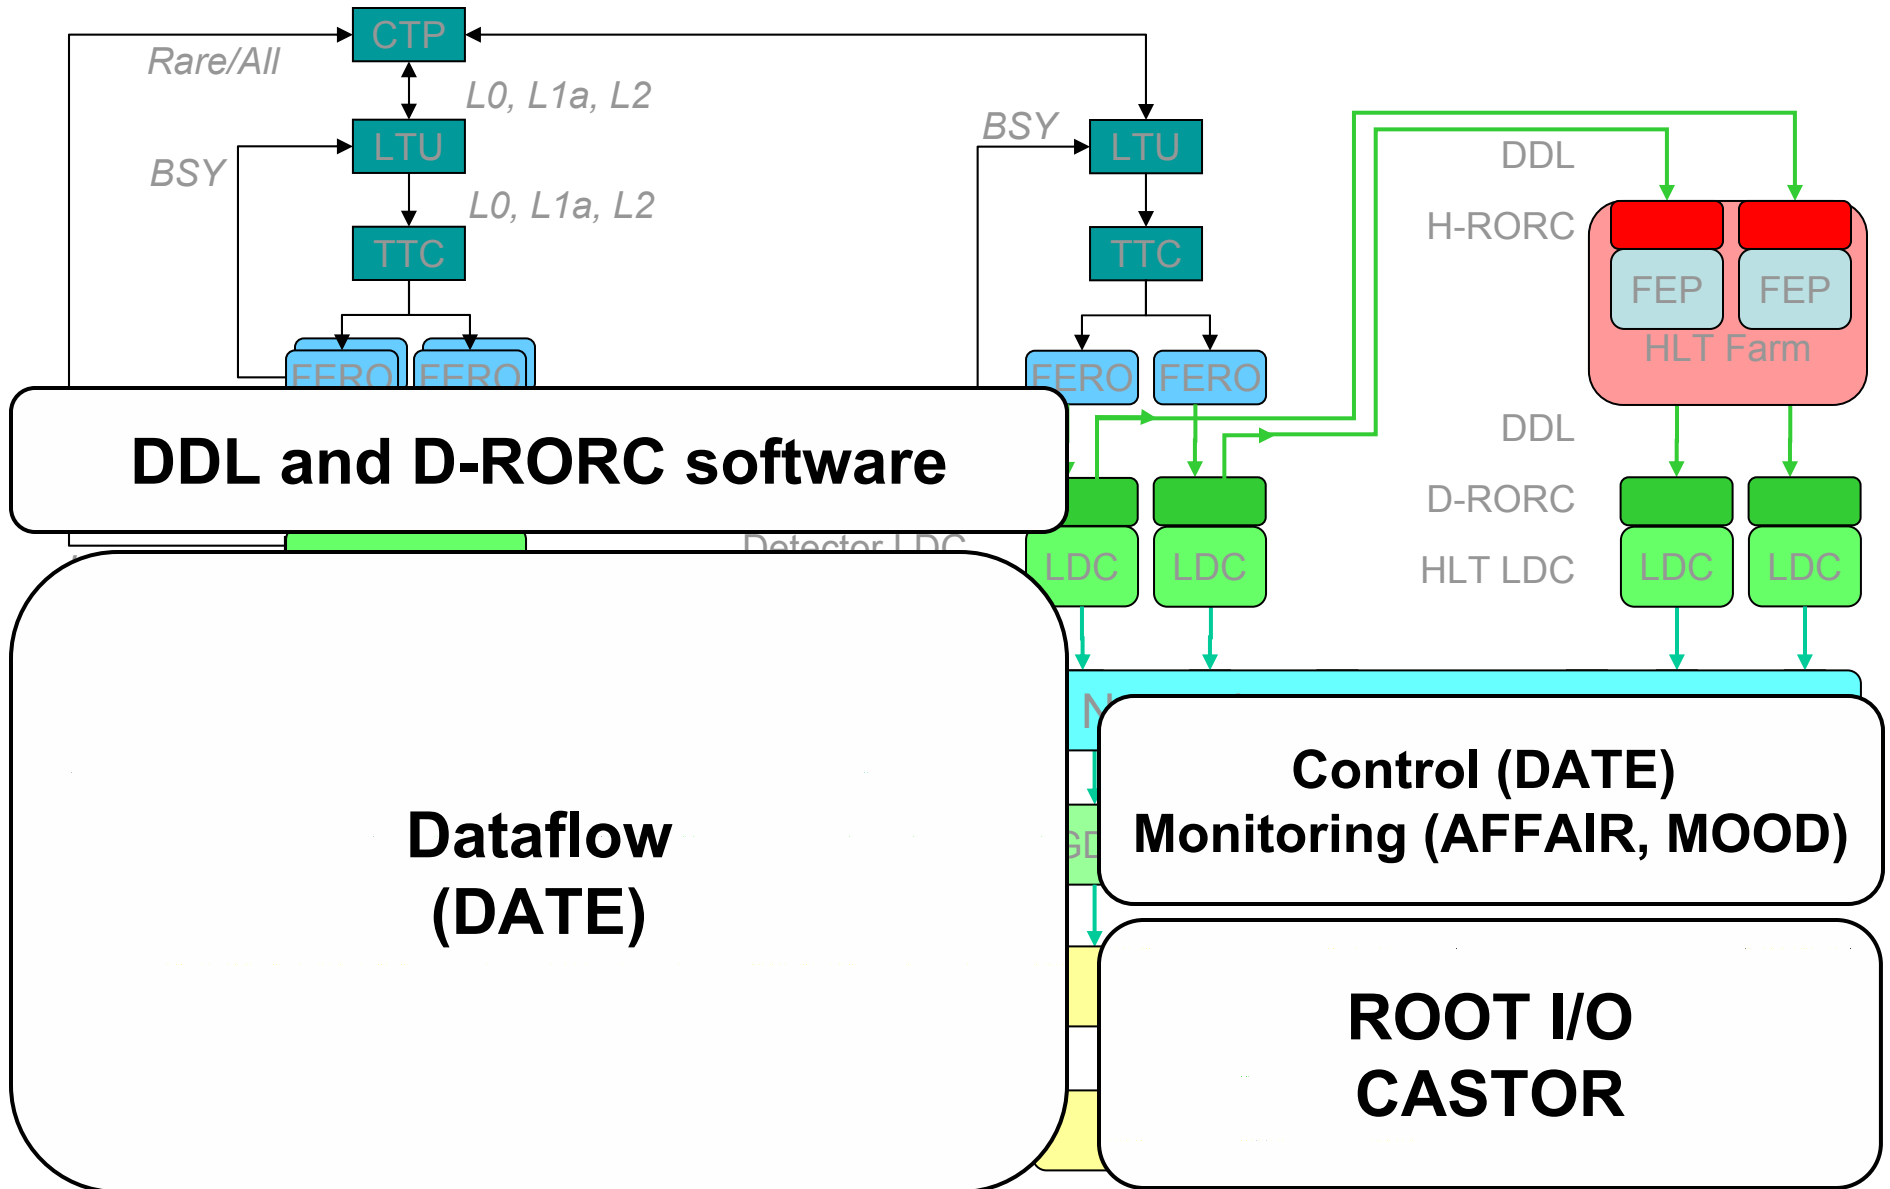 CTP
Rare/All
L0, L1a, L2
LTU
BSY
L0, L1a, L2
TTC
FERO FERO
BSY
LTU
TTC
FERO FERO
DDL
H-RORC
FEP FEP
HLT Farm
DDL
D-RORC
HLT LDC
LDC LDC
LDC LDC
Detector LDC
DDL and D-RORC software
Dataflow
(DATE)
Control (DATE)
Monitoring (AFFAIR, MOOD)
ROOT I/O
CASTOR